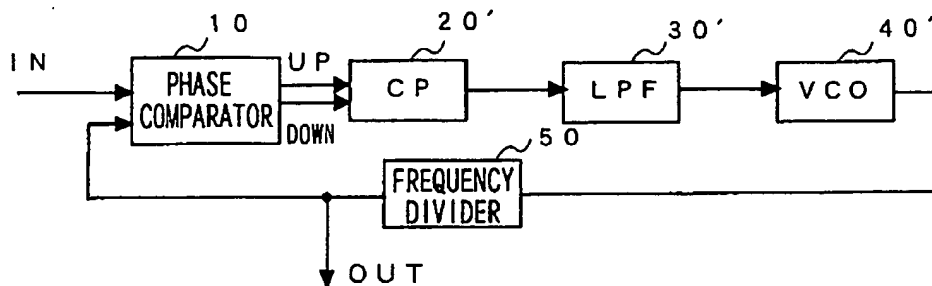 10
20'
30'
40'
IN
PHASE
COMPARATOR
UP
DOWN
CP
LPF
VCO
50
FREQUENCY
DIVIDER
OUT